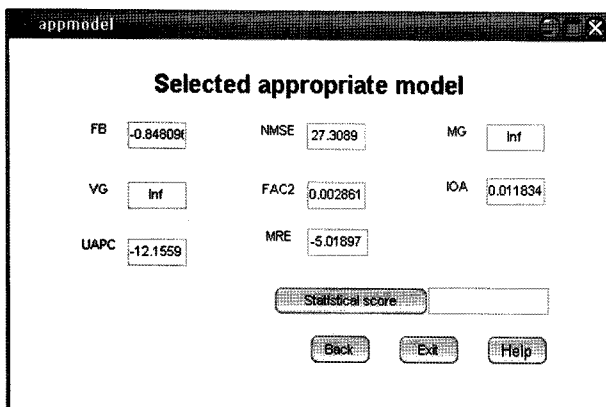 appmodel
Selected appropriate model
FB -0.848096 NMSE 27.3089 MG Inf
VG Inf FAC2 0.002861 IOA 0.011834
UAPC -12.1559 MRE -5.01897
Statistical score
Back Exit Help